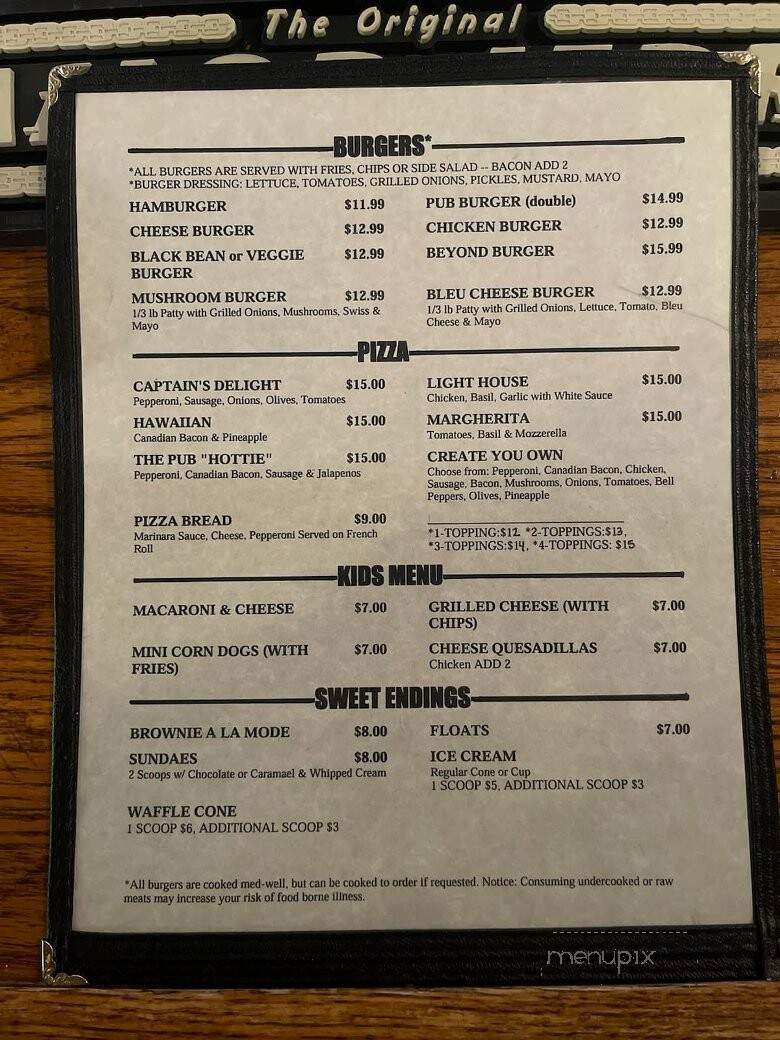 The Original
BURGERS*
*ALL BURGERS ARE SERVED WITH FRIES, CHIPS OR SIDE SALAD -- BACON ADD 2
*BURGER DRESSING: LETTUCE, TOMATOES, GRILLED ONIONS, PICKLES, MUSTARD, MAYO
HAMBURGER $11.99
CHEESE BURGER $12.99
BLACK BEAN or VEGGIE $12.99
BURGER
MUSHROOM BURGER $12.99
1/3 lb Patty with Grilled Onions, Mushrooms, Swiss &
Mayo
PUB BURGER (double) $14.99
CHICKEN BURGER $12.99
BEYOND BURGER $15.99
BLEU CHEESE BURGER $12.99
1/3 lb Patty with Grilled Onions, Lettuce, Tomato, Bleu
Cheese & Mayo
PIZZA
CAPTAIN'S DELIGHT $15.00
Pepperoni, Sausage, Onions, Olives, Tomatoes
HAWAIIAN $15.00
Canadian Bacon & Pineapple
THE PUB "HOTTIE" $15.00
Pepperoni, Canadian Bacon, Sausage & Jalapenos
PIZZA BREAD $9.00
Marinara Sauce, Cheese. Pepperoni Served on French
Roll
LIGHT HOUSE $15.00
Chicken, Basil, Garlic with White Sauce
MARGHERITA $15.00
Tomatoes, Basil & Mozzerella
CREATE YOU OWN
Choose from: Pepperoni, Canadian Bacon, Chicken,
Sausage, Bacon, Mushrooms, Onions, Tomatoes, Bell
Peppers, Olives, Pineapple
*1-TOPPING:$12 *2-TOPPINGS:$13,
*3-TOPPINGS:$14, *4-TOPPINGS: $15
KIDS MENU
MACARONI & CHEESE $7.00
MINI CORN DOGS (WITH $7.00
FRIES)
GRILLED CHEESE (WITH $7.00
CHIPS)
CHEESE QUESADILLAS $7.00
Chicken ADD 2
SWEET ENDINGS
BROWNIE A LA MODE $8.00
SUNDAES $8.00
2 Scoops w/ Chocolate or Caramael & Whipped Cream
WAFFLE CONE
1 SCOOP $6, ADDITIONAL SCOOP $3
FLOATS $7.00
ICE CREAM
Regular Cone or Cup
1 SCOOP $5, ADDITIONAL SCOOP $3
*All burgers are cooked med-well, but can be cooked to order if requested. Notice: Consuming undercooked or raw
meats may increase your risk of food borne illness.
menupix